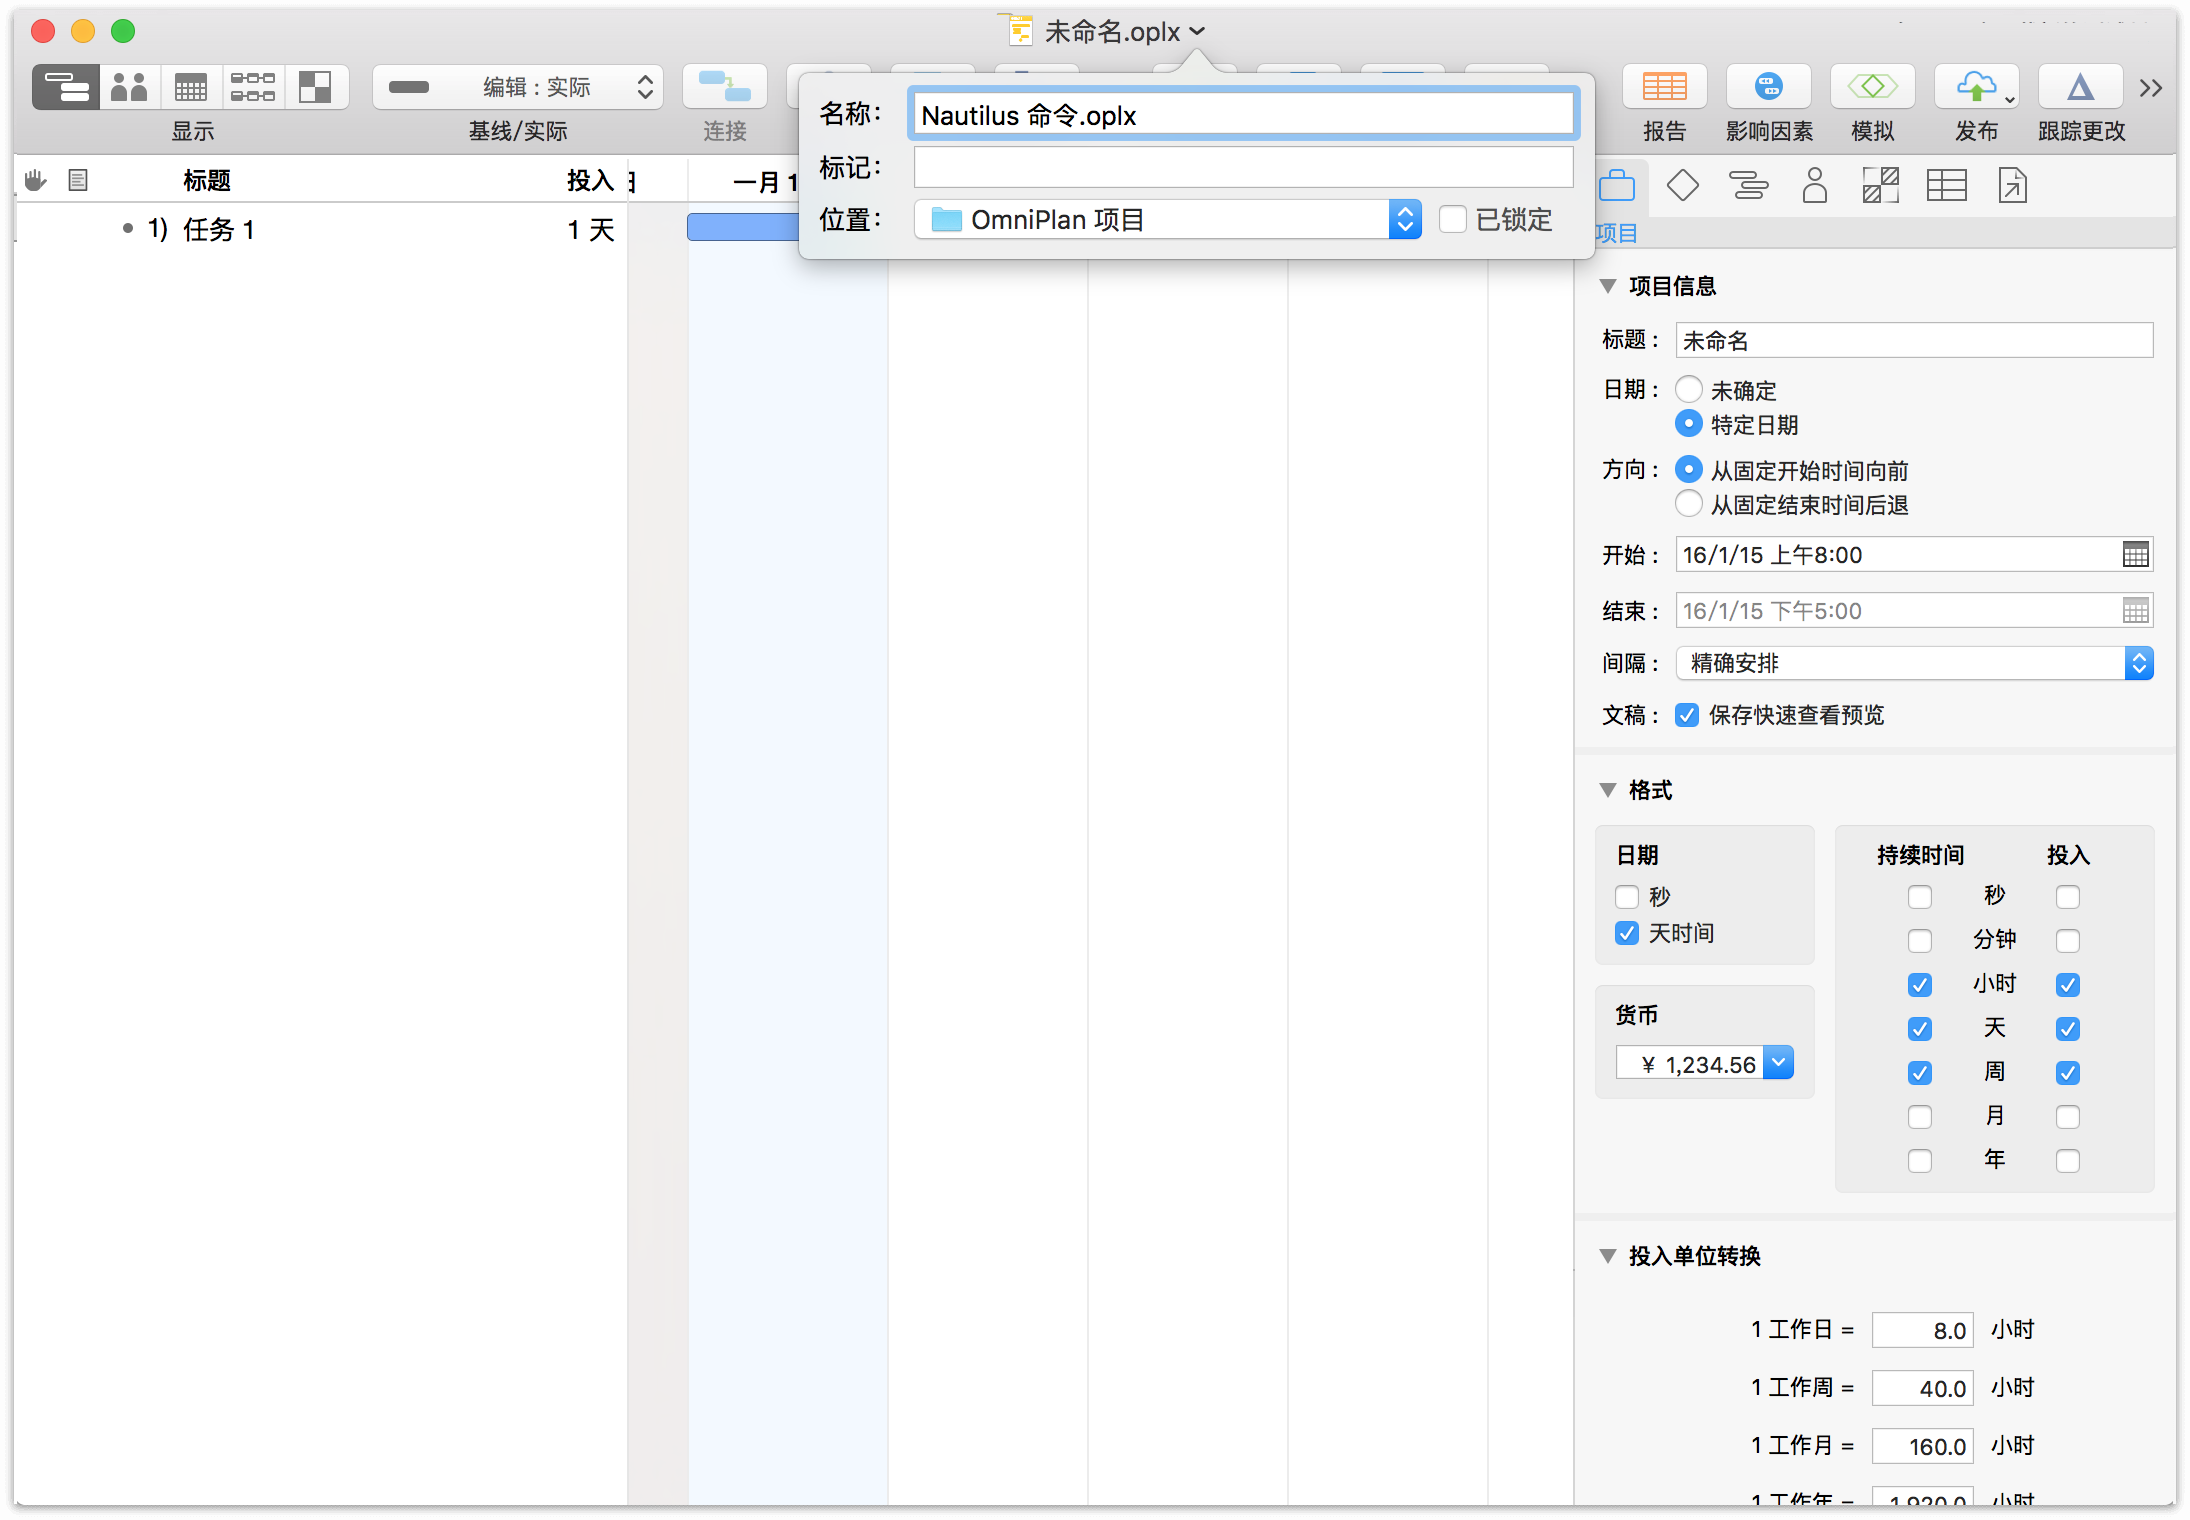 未命名.oplx
编辑 : 实际
显示
基线/实际
连接
报告
影响因素
模拟
发布
跟踪更改
名称：
Nautilus 命令.oplx
标记：
位置：
OmniPlan 项目
已锁定
标题
投入
一月 1
1) 任务 1
1 天
项目
项目信息
标题 :
未命名
日期 :
未确定
特定日期
方向 :
从固定开始时间向前
从固定结束时间后退
开始 :
16/1/15 上午8:00
结束 :
16/1/15 下午5:00
间隔 :
精确安排
文稿 :
保存快速查看预览
格式
日期
秒
天时间
货币
¥ 1,234.56
持续时间
投入
秒
分钟
小时
天
周
月
年
投入单位转换
1 工作日 = 8.0 小时
1 工作周 = 40.0 小时
1 工作月 = 160.0 小时
1 工作年 = 1,920.0 小时